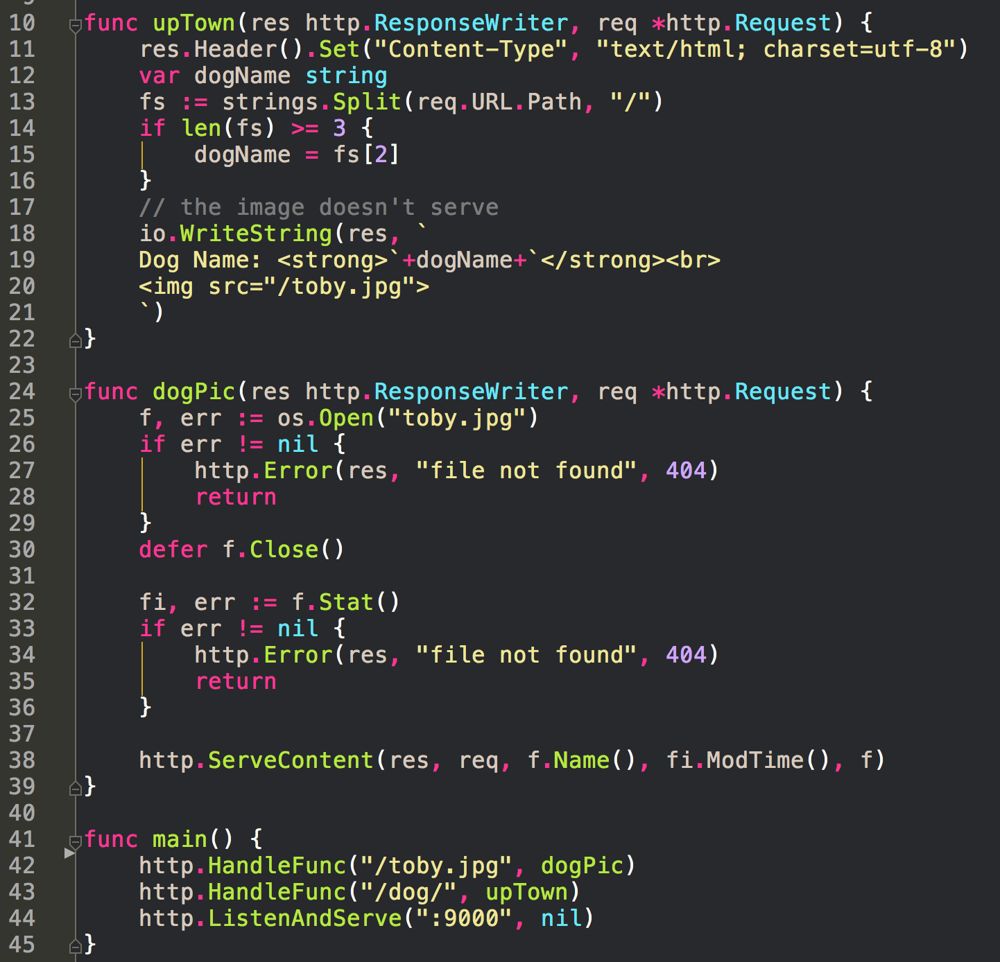 9
10 func upTown(res http.ResponseWriter, req *http.Request) {
11     res.Header().Set("Content-Type", "text/html; charset=utf-8")
12     var dogName string
13     fs := strings.Split(req.URL.Path, "/")
14     if len(fs) >= 3 {
15         dogName = fs[2]
16     }
17     // the image doesn't serve
18     io.WriteString(res, `
19     Dog Name: <strong>`+dogName+`</strong><br>
20     <img src="/toby.jpg">
21     `)
22 }
23
24 func dogPic(res http.ResponseWriter, req *http.Request) {
25     f, err := os.Open("toby.jpg")
26     if err != nil {
27         http.Error(res, "file not found", 404)
28         return
29     }
30     defer f.Close()
31
32     fi, err := f.Stat()
33     if err != nil {
34         http.Error(res, "file not found", 404)
35         return
36     }
37
38     http.ServeContent(res, req, f.Name(), fi.ModTime(), f)
39 }
40
41 func main() {
42     http.HandleFunc("/toby.jpg", dogPic)
43     http.HandleFunc("/dog/", upTown)
44     http.ListenAndServe(":9000", nil)
45 }